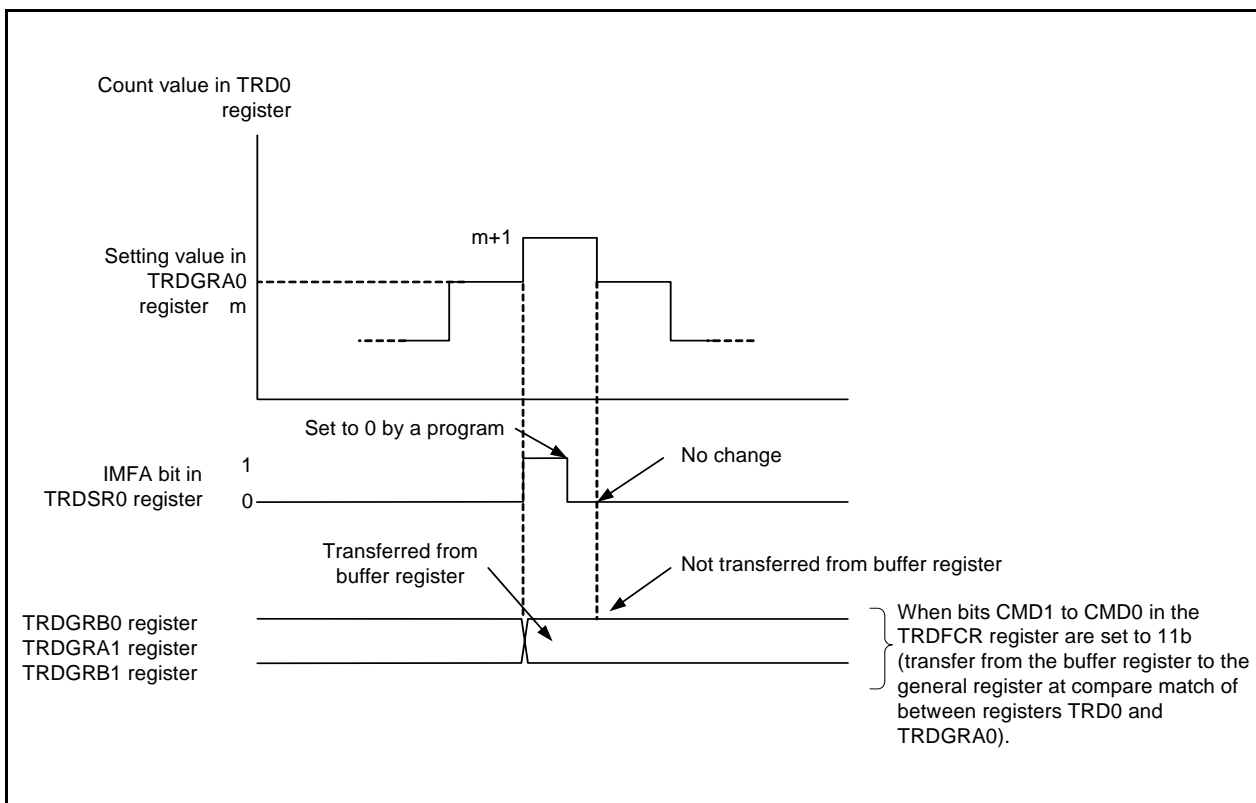 Count value in TRD0
register
m+1
Setting value in
TRDGRA0
register m
Set to 0 by a program
No change
IMFA bit in
TRDSR0 register
1
0
Transferred from
buffer register
Not transferred from buffer register
TRDGRB0 register
TRDGRA1 register
TRDGRB1 register
When bits CMD1 to CMD0 in the
TRDFCR register are set to 11b
(transfer from the buffer register to the
general register at compare match of
between registers TRD0 and
TRDGRA0).